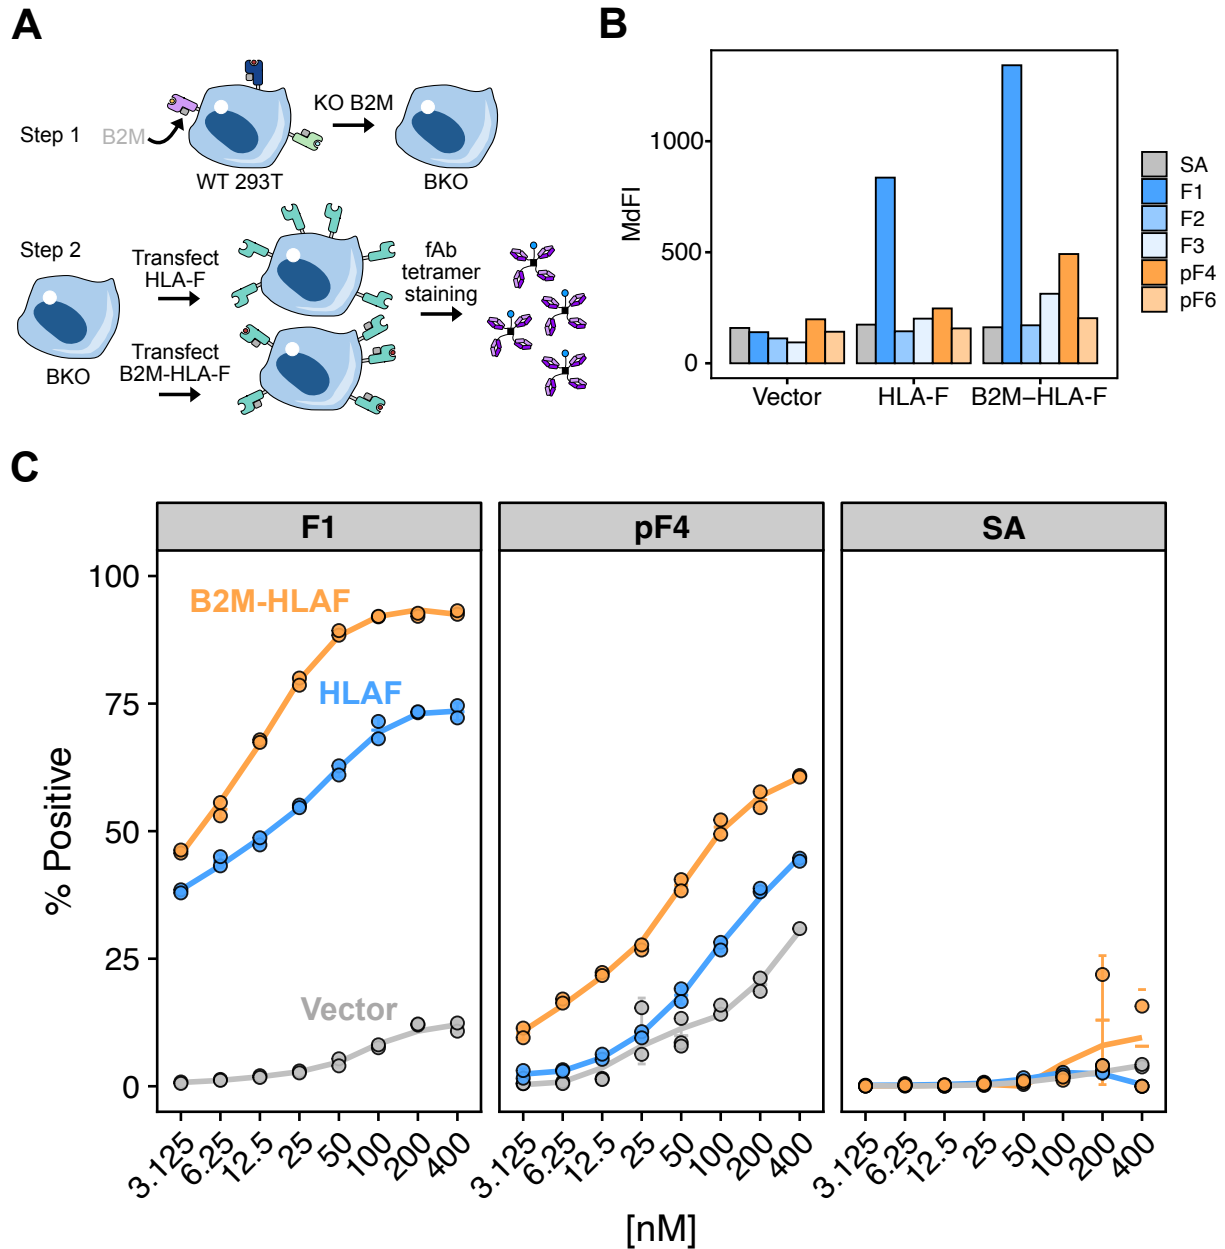 A
Step 1
B2M
KO B2M
WT 293T
BKO
Step 2
Transfect
HLA-F
fAb
tetramer
staining
BKO
Transfect
B2M-HLA-F
B
MdFI
1000
500
0
Vector
HLA-F
B2M–HLA-F
SA
F1
F2
F3
pF4
pF6
C
F1
pF4
SA
% Positive
100
75
50
25
0
B2M-HLAF
HLAF
Vector
3.125
6.25
12.5
25
50
100
200
400
3.125
6.25
12.5
25
50
100
200
400
3.125
6.25
12.5
25
50
100
200
400
[nM]